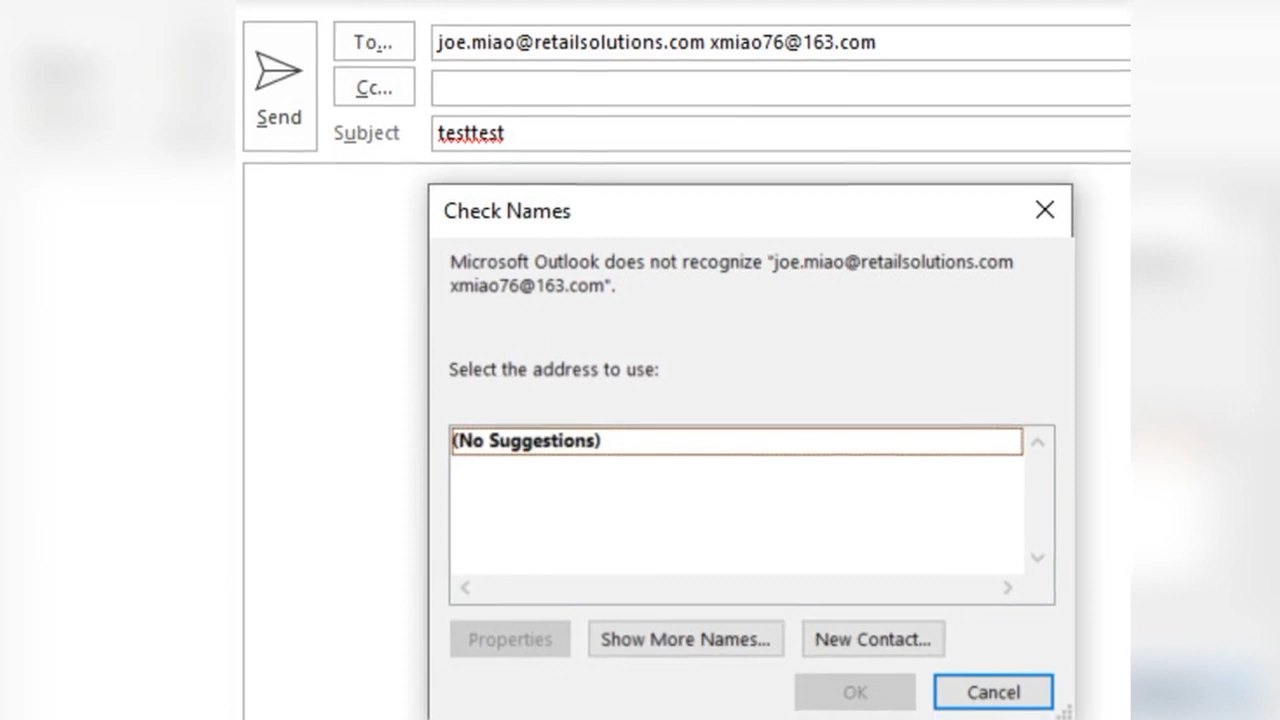 To... joe.miao@retailsolutions.com xmiao76@163.com
Cc...
Send
Subject testtest
Check Names
Microsoft Outlook does not recognize "joe.miao@retailsolutions.com
xmiao76@163.com".
Select the address to use:
(No Suggestions)
Properties Show More Names... New Contact...
OK Cancel